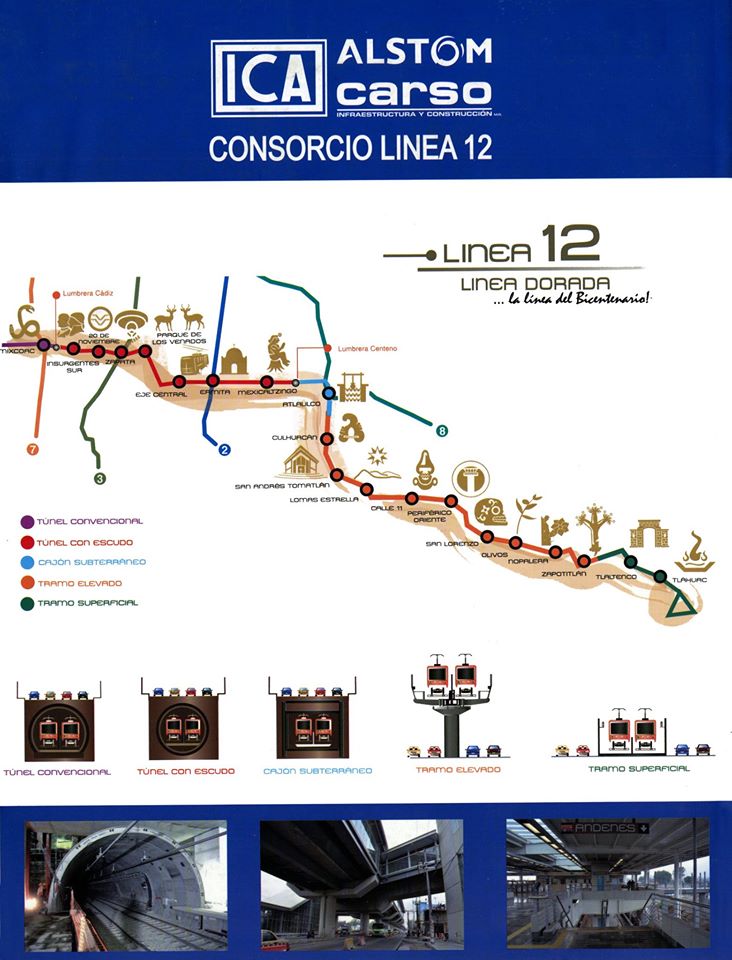 ICA
ALSTOM
carso
INFRAESTRUCTURA Y CONSTRUCCIÓN
CONSORCIO LINEA 12
LINEA 12
LINEA DORADA
... la linea del Bicentenario!
Lumbrera Cádiz
MIXCOAC
INSURGENTES
SUR
20 DE
NOVIEMBRE
ZAPATA
PARQUE DE
LOS VENADOS
EJE CENTRAL
ERMITA
MEXICALTZINGO
Lumbrera Centeno
ATLALILCO
7
3
2
8
CULHUACÁN
SAN ANDRÉS TOMATLÁN
LOMAS ESTRELLA
CALLE 11
PERIFÉRICO
ORIENTE
SAN LORENZO
OLIVOS
NOPALERA
ZAPOTITLÁN
TLALTENCO
TLÁHUAC
TÚNEL CONVENCIONAL
TÚNEL CON ESCUDO
CAJÓN SUBTERRÁNEO
TRAMO ELEVADO
TRAMO SUPERFICIAL
TÚNEL CONVENCIONAL
TÚNEL CON ESCUDO
CAJÓN SUBTERRÁNEO
TRAMO ELEVADO
TRAMO SUPERFICIAL
ANDENES